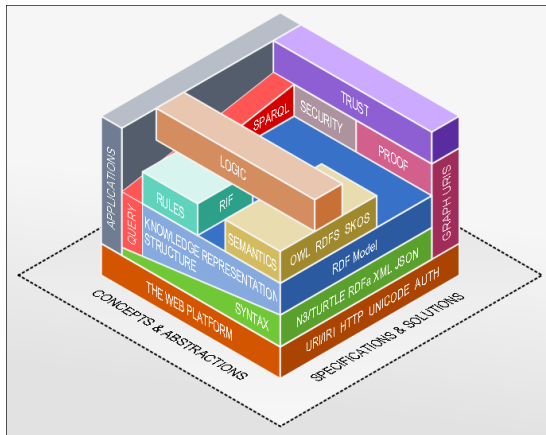 TRUST
SPARQL
SECURITY
PROOF
APPLICATIONS
LOGIC
GRAPH URIS
RULES
RIF
QUERY
KNOWLEDGE REPRESENTATION
STRUCTURE
SEMANTICS
OWL RDFS SKOS
RDF Model
SYNTAX
N3/TURTLE RDFa XML JSON
THE WEB PLATFORM
URI/IRI HTTP UNICODE AUTH
CONCEPTS & ABSTRACTIONS
SPECIFICATIONS & SOLUTIONS